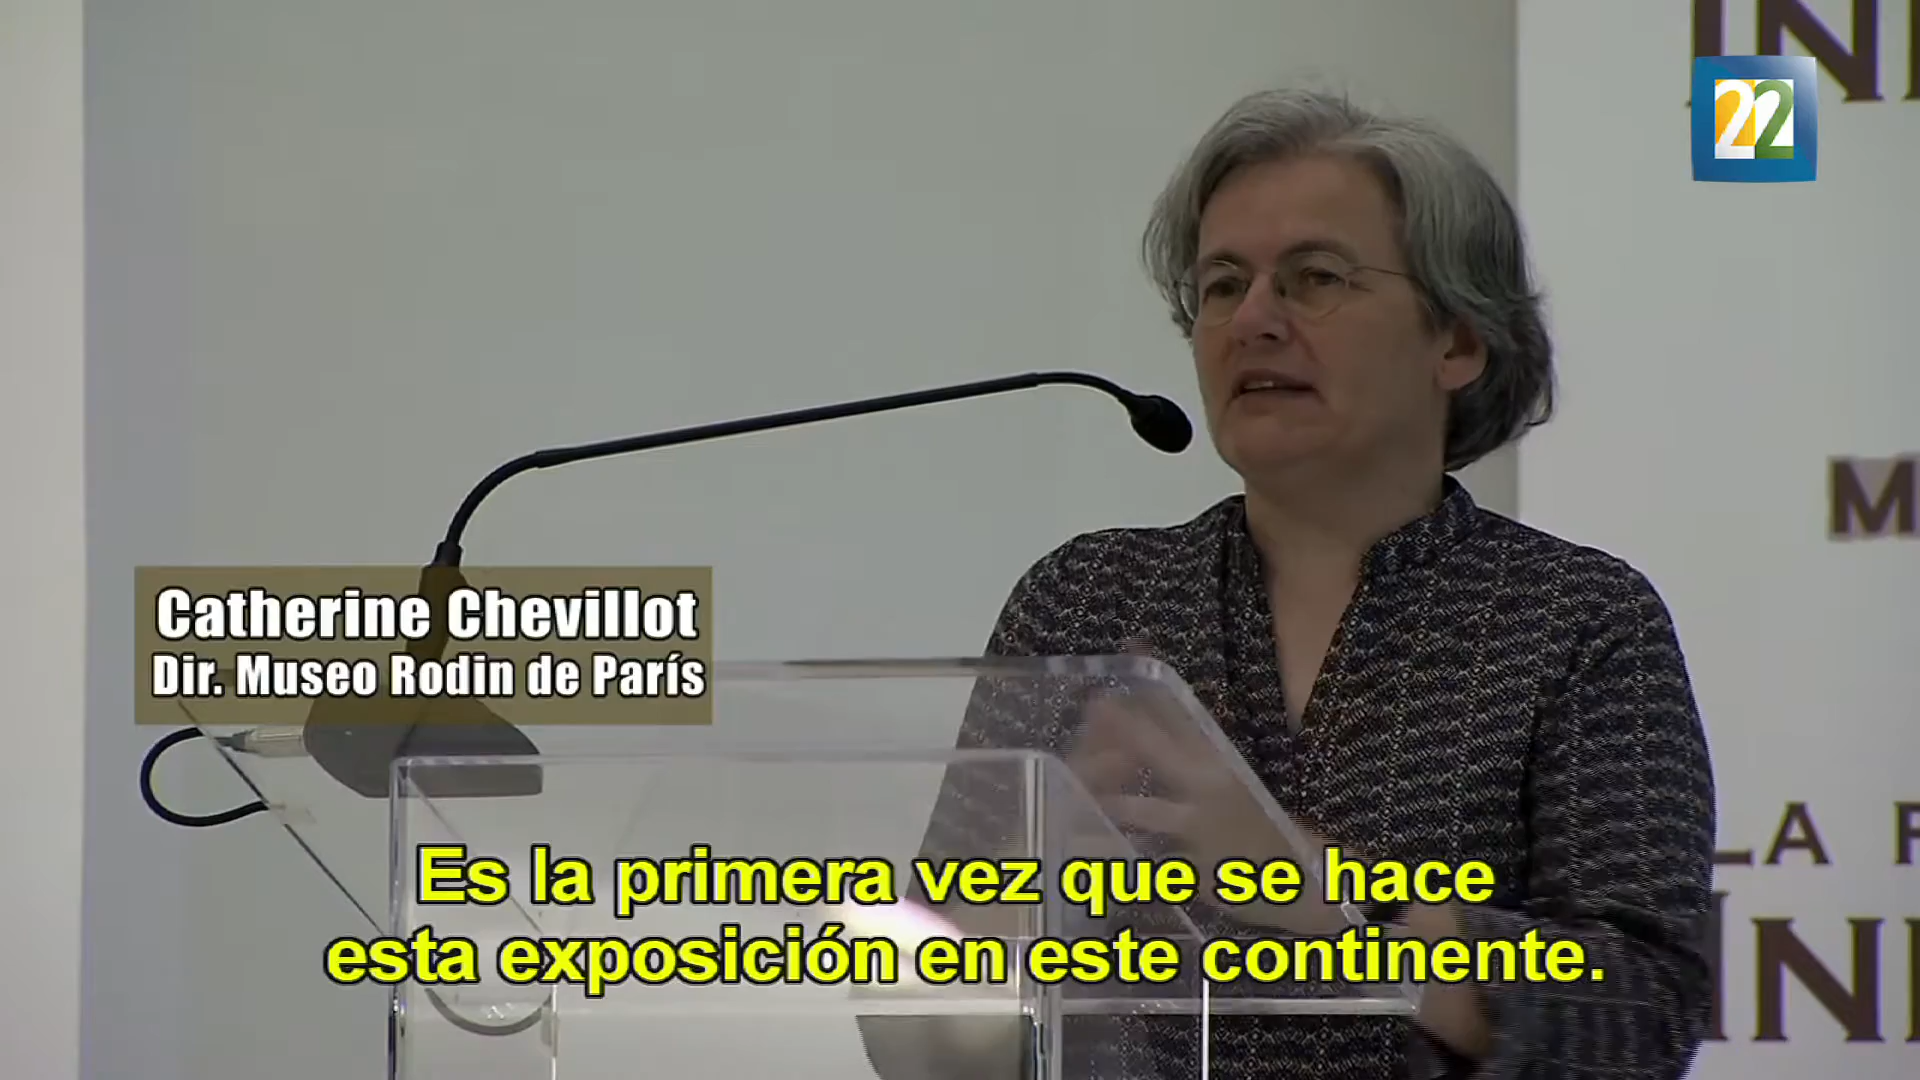 22
M
Catherine Chevillot
Dir. Museo Rodin de París
LA
Es la primera vez que se hace
esta exposición en este continente.